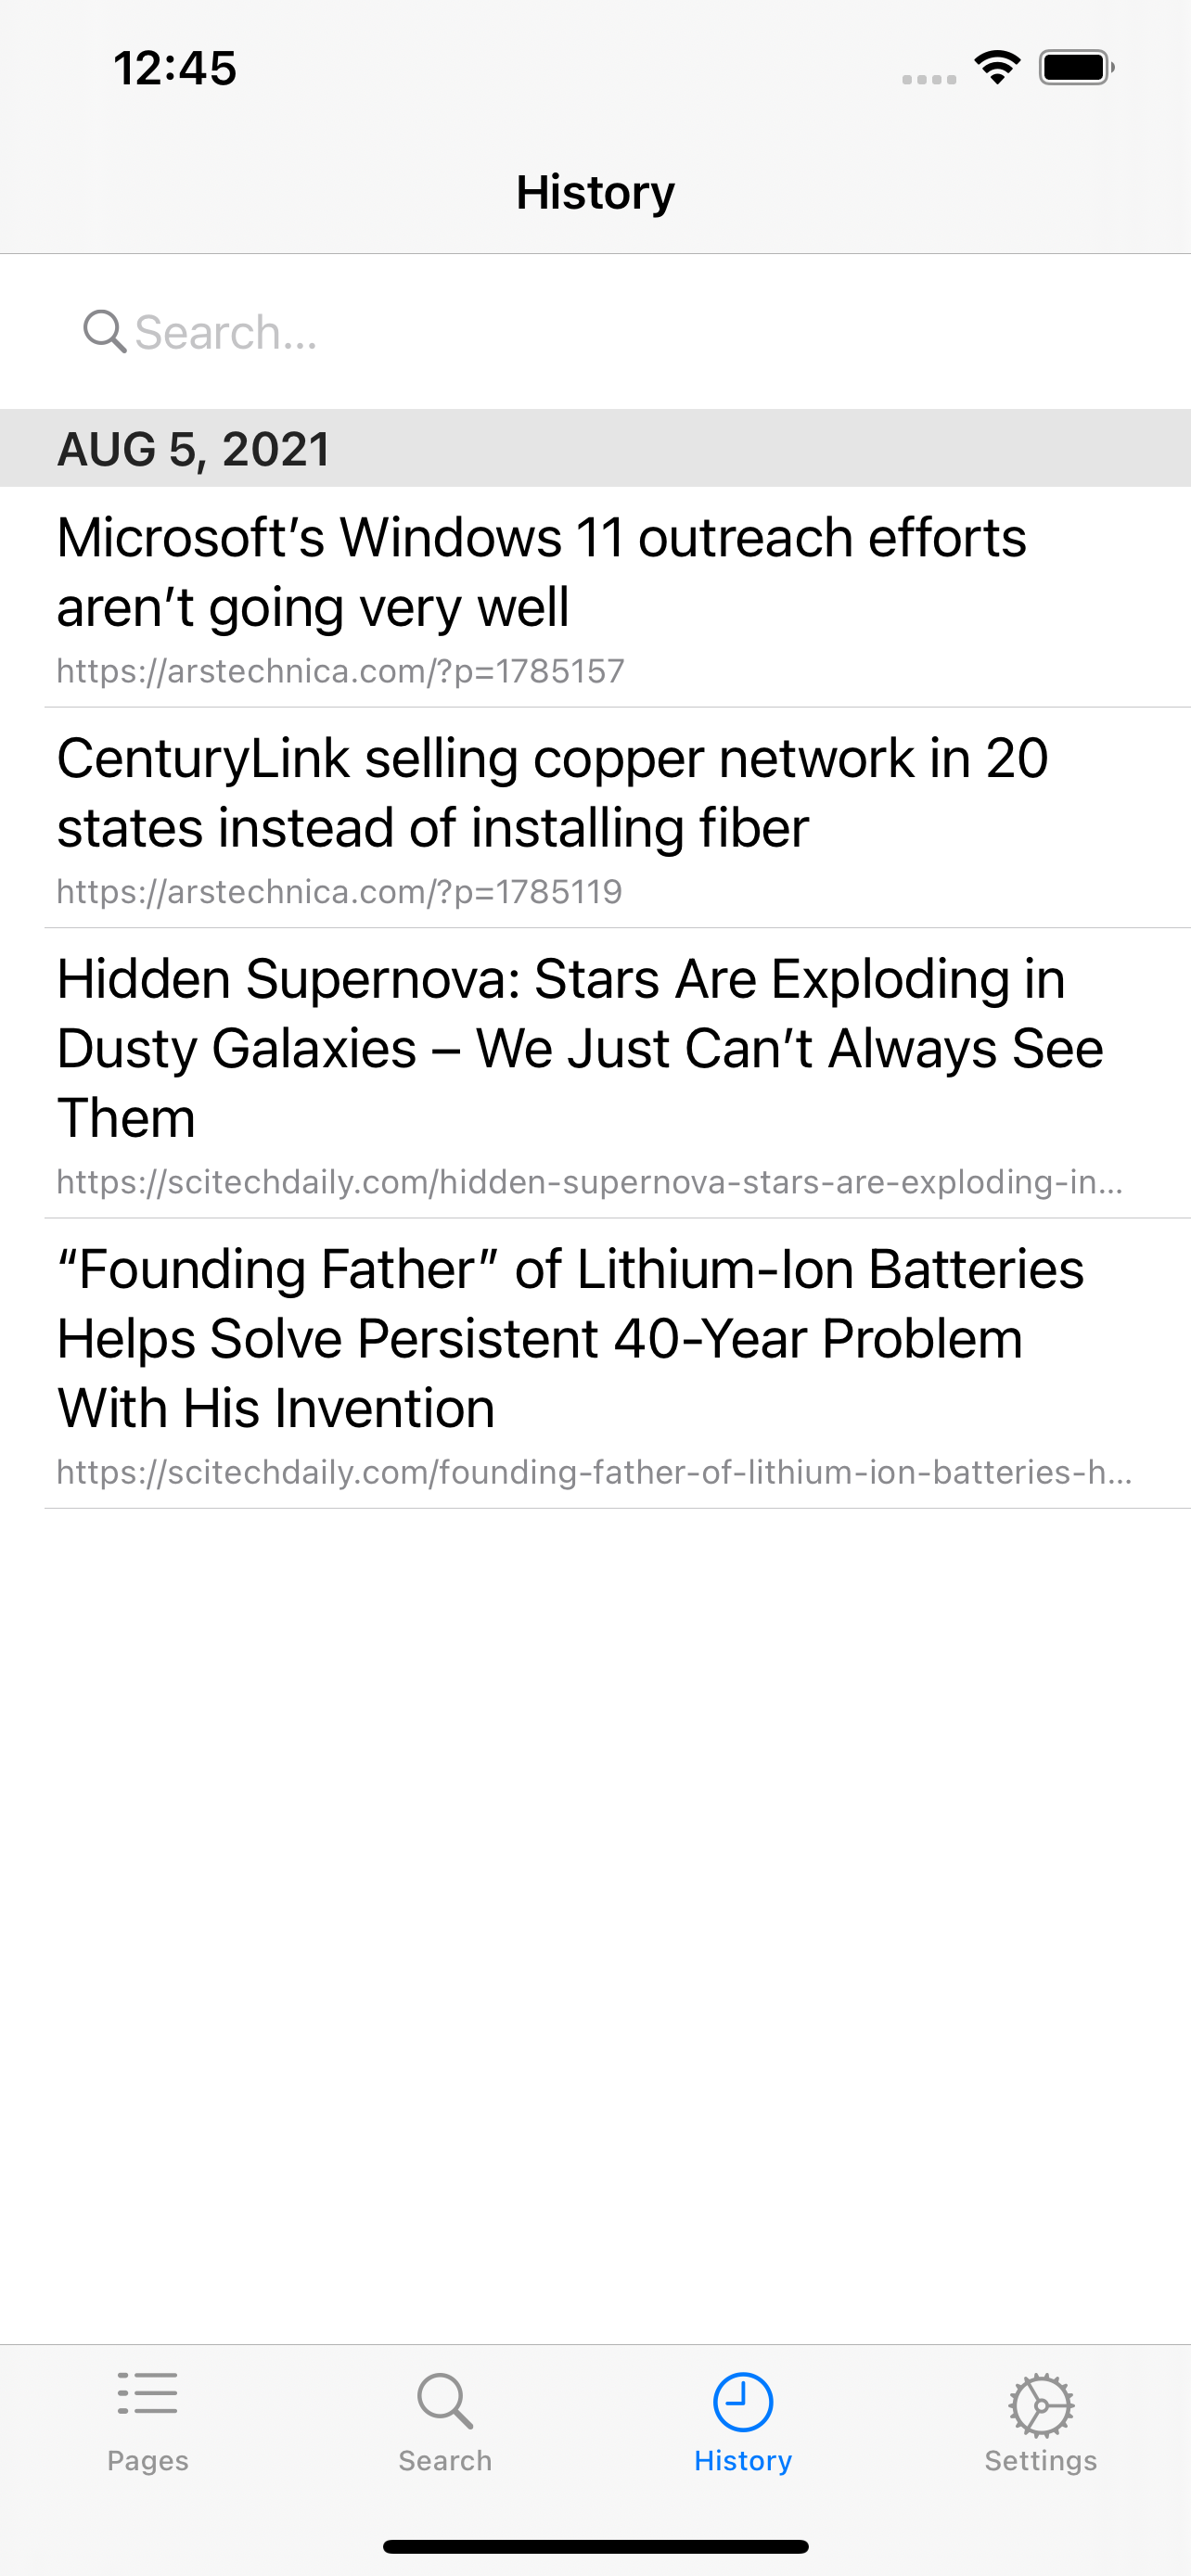 12:45
History
Search...
AUG 5, 2021
Microsoft’s Windows 11 outreach efforts
aren’t going very well
https://arstechnica.com/?p=1785157
CenturyLink selling copper network in 20
states instead of installing fiber
https://arstechnica.com/?p=1785119
Hidden Supernova: Stars Are Exploding in
Dusty Galaxies – We Just Can’t Always See
Them
https://scitechdaily.com/hidden-supernova-stars-are-exploding-in...
“Founding Father” of Lithium-Ion Batteries
Helps Solve Persistent 40-Year Problem
With His Invention
https://scitechdaily.com/founding-father-of-lithium-ion-batteries-h...
Pages
Search
History
Settings